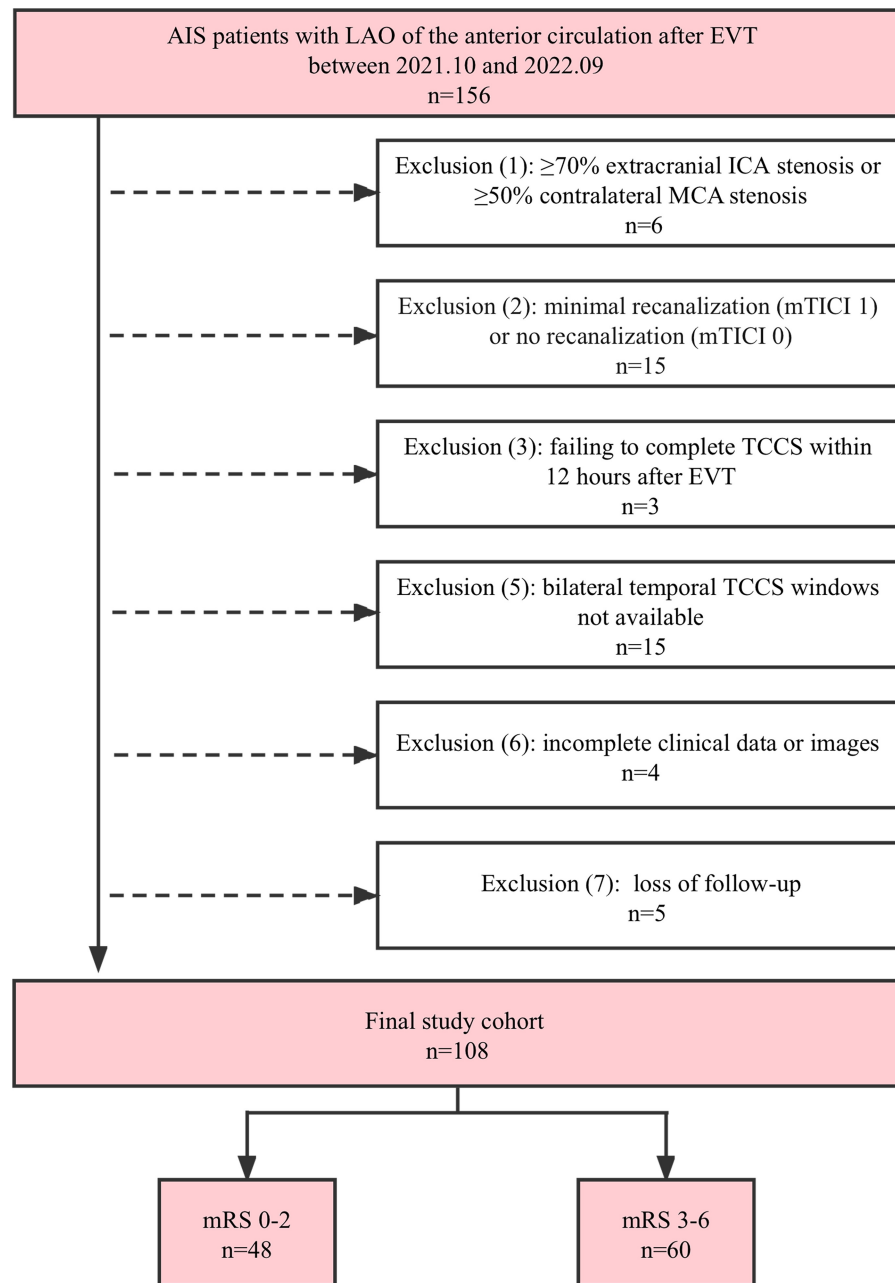 AIS patients with LAO of the anterior circulation after EVT
between 2021.10 and 2022.09
n=156
Exclusion (1): ≥70% extracranial ICA stenosis or
≥50% contralateral MCA stenosis
n=6
Exclusion (2): minimal recanalization (mTICI 1)
or no recanalization (mTICI 0)
n=15
Exclusion (3): failing to complete TCCS within
12 hours after EVT
n=3
Exclusion (5): bilateral temporal TCCS windows
not available
n=15
Exclusion (6): incomplete clinical data or images
n=4
Exclusion (7):  loss of follow-up
n=5
Final study cohort
n=108
mRS 0-2
n=48
mRS 3-6
n=60